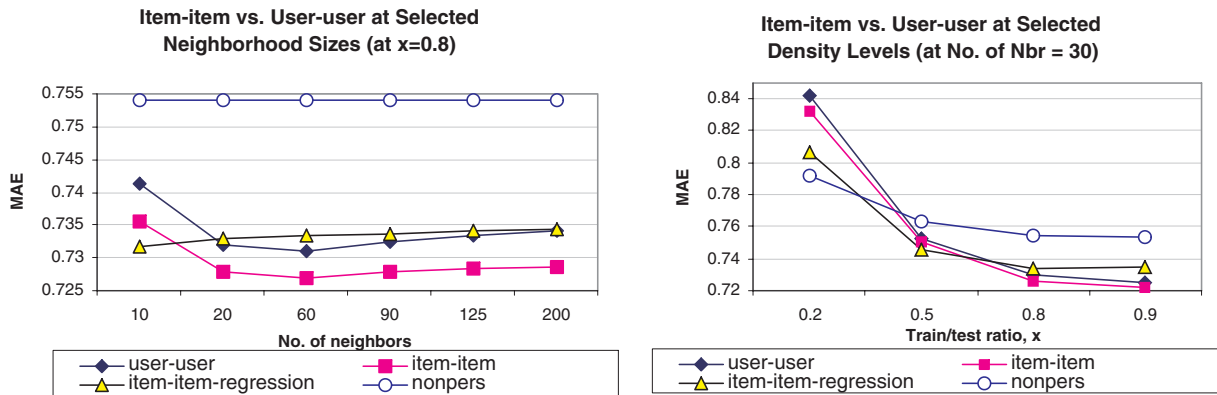 Item-item vs. User-user at Selected
Neighborhood Sizes (at x=0.8)
0.755
0.75
0.745
0.74
0.735
0.73
0.725
MAE
10 20 60 90 125 200
No. of neighbors
user-user item-item
item-item-regression nonpers
Item-item vs. User-user at Selected
Density Levels (at No. of Nbr = 30)
0.84
0.82
0.8
0.78
0.76
0.74
0.72
MAE
0.2 0.5 0.8 0.9
Train/test ratio, x
user-user item-item
item-item-regression nonpers